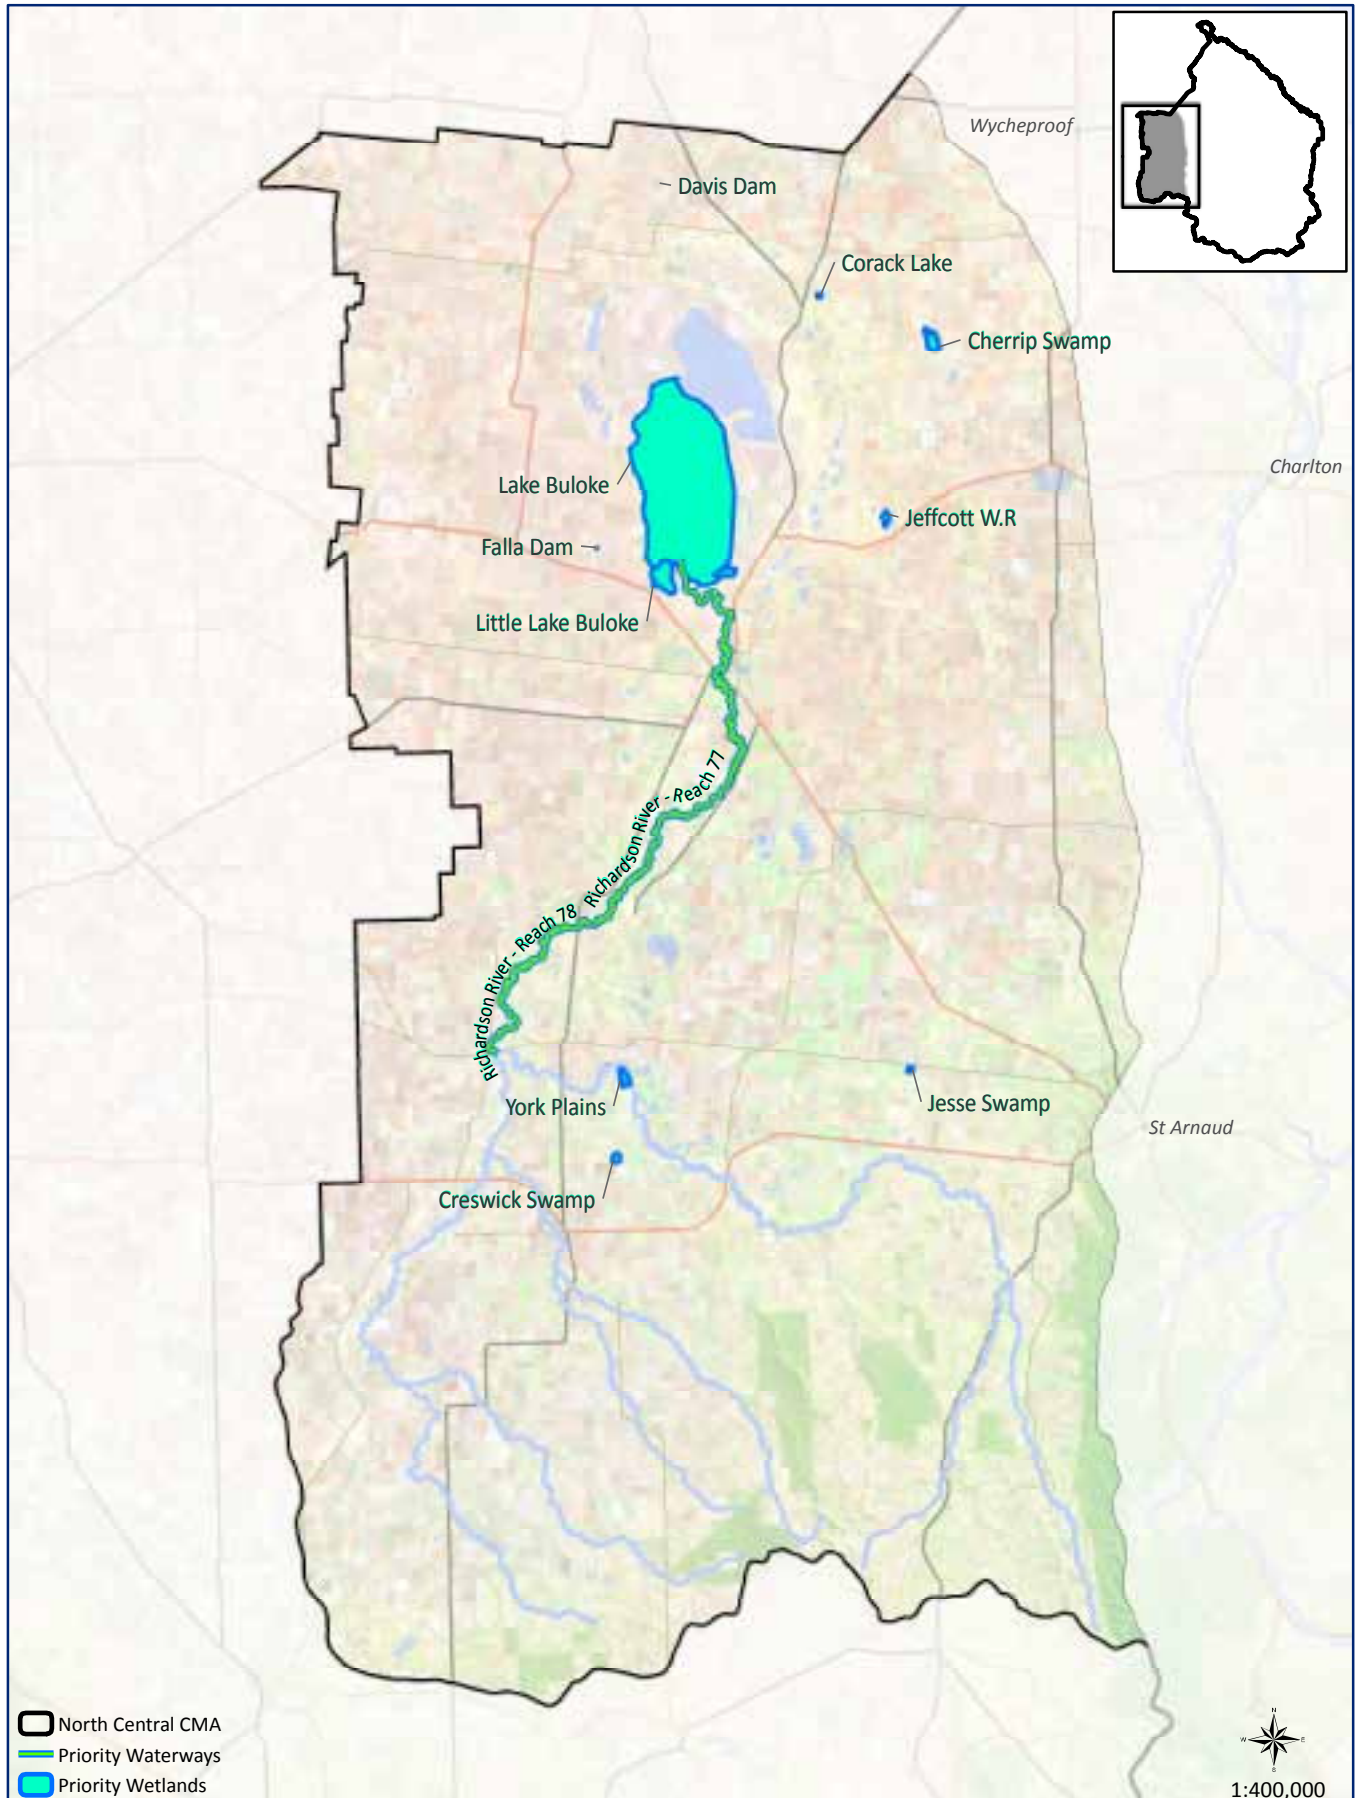 Wycheproof
Davis Dam
Corack Lake
Cherrip Swamp
Charlton
Lake Buloke
Jeffcott W.R
Falla Dam
Little Lake Buloke
Richardson River - Reach 77
Richardson River - Reach 78
York Plains
Jesse Swamp
St Arnaud
Creswick Swamp
North Central CMA
Priority Waterways
Priority Wetlands
N
W E
S
1:400,000